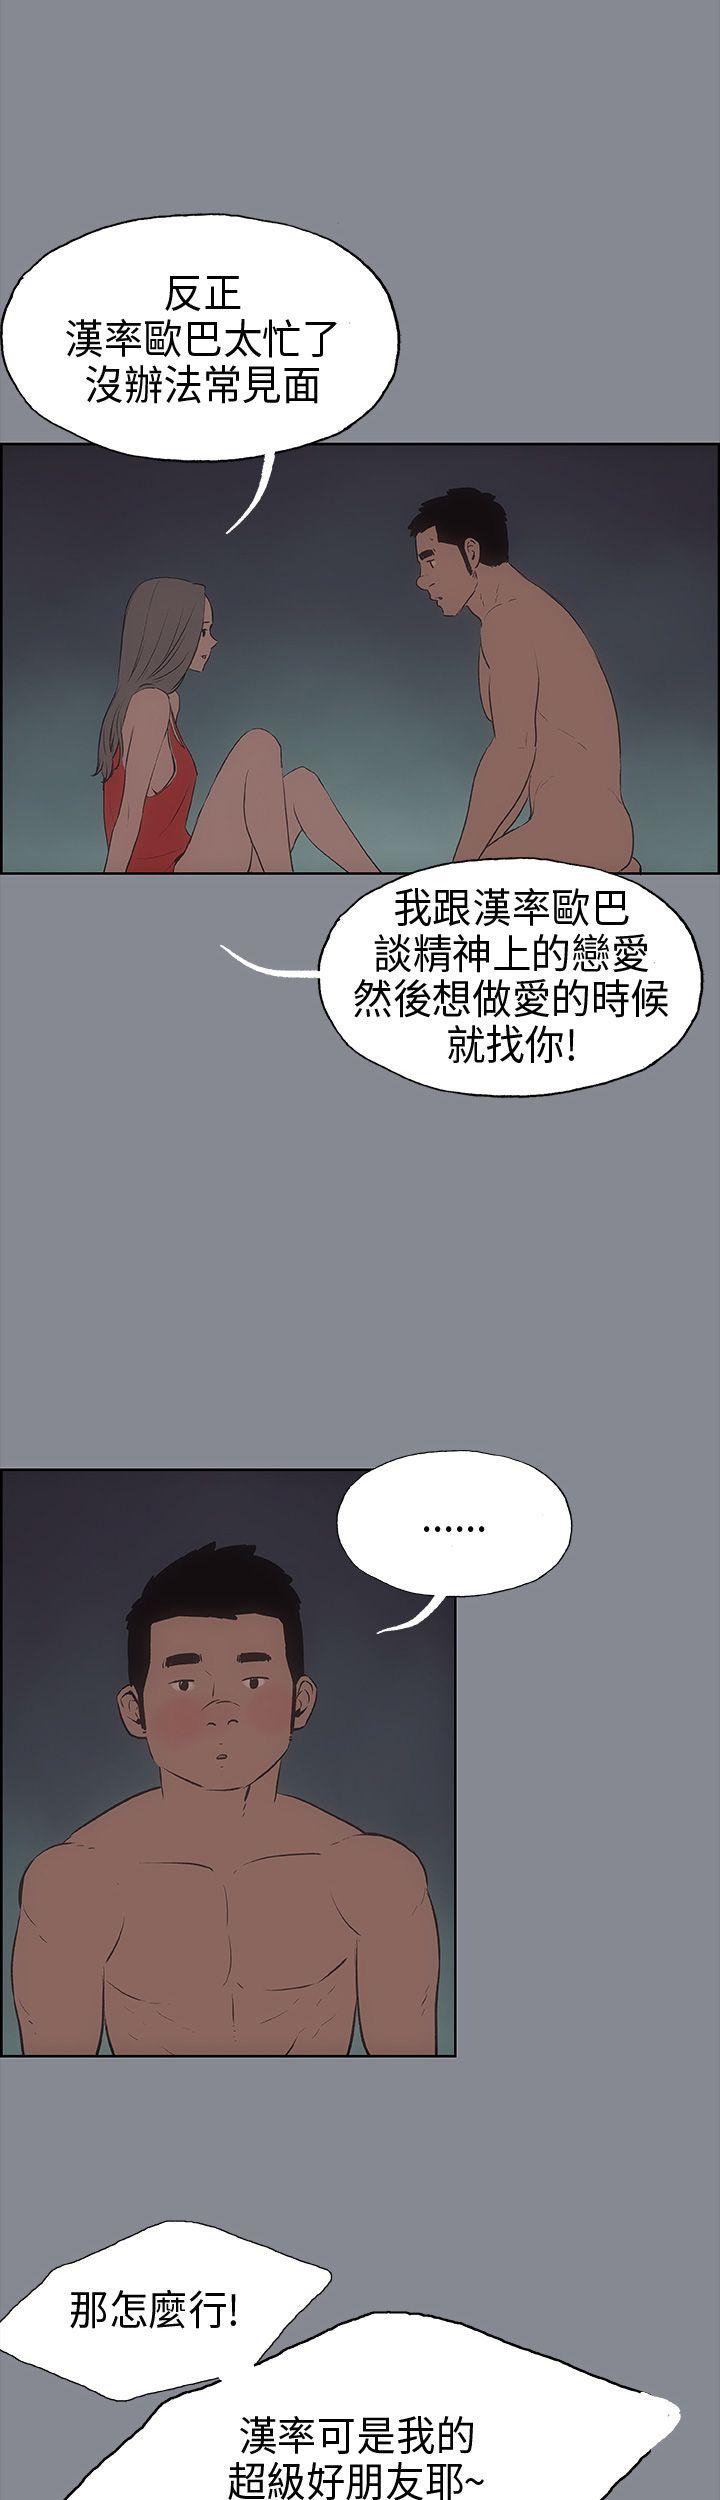 反正
漢率歐巴太忙了
沒辦法常見面
我跟漢率歐巴
談精神上的戀愛
然後想做愛的時候
就找你!
……
那怎麼行!
漢率可是我的
超級好朋友耶~